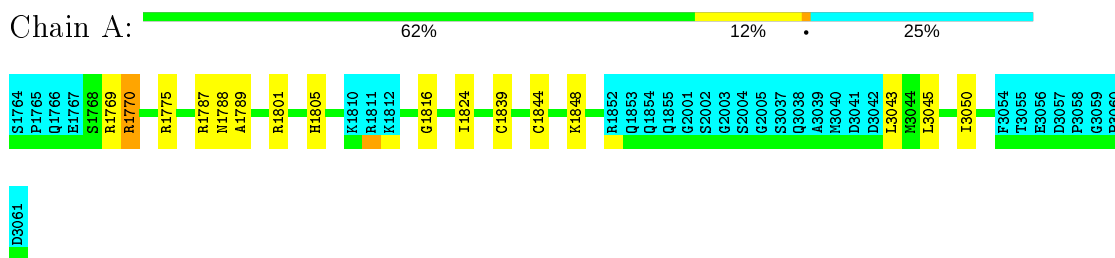 Chain A:
62% 12% • 25%
S1764 P1765 Q1766 E1767 S1768 R1769 R1770 R1775 R1787 N1788 A1789 R1801 H1805 K1810 R1811 K1812 G1816 I1824 C1839 C1844 K1848 R1852 Q1853 Q1854 Q1855 G2001 S2002 G2003 S2004 G2005 S3037 Q3038 A3039 M3040 D3041 D3042 L3043 M3044 L3045 I3050 F3054 T3055 E3056 D3057 P3058 G3059
D3061